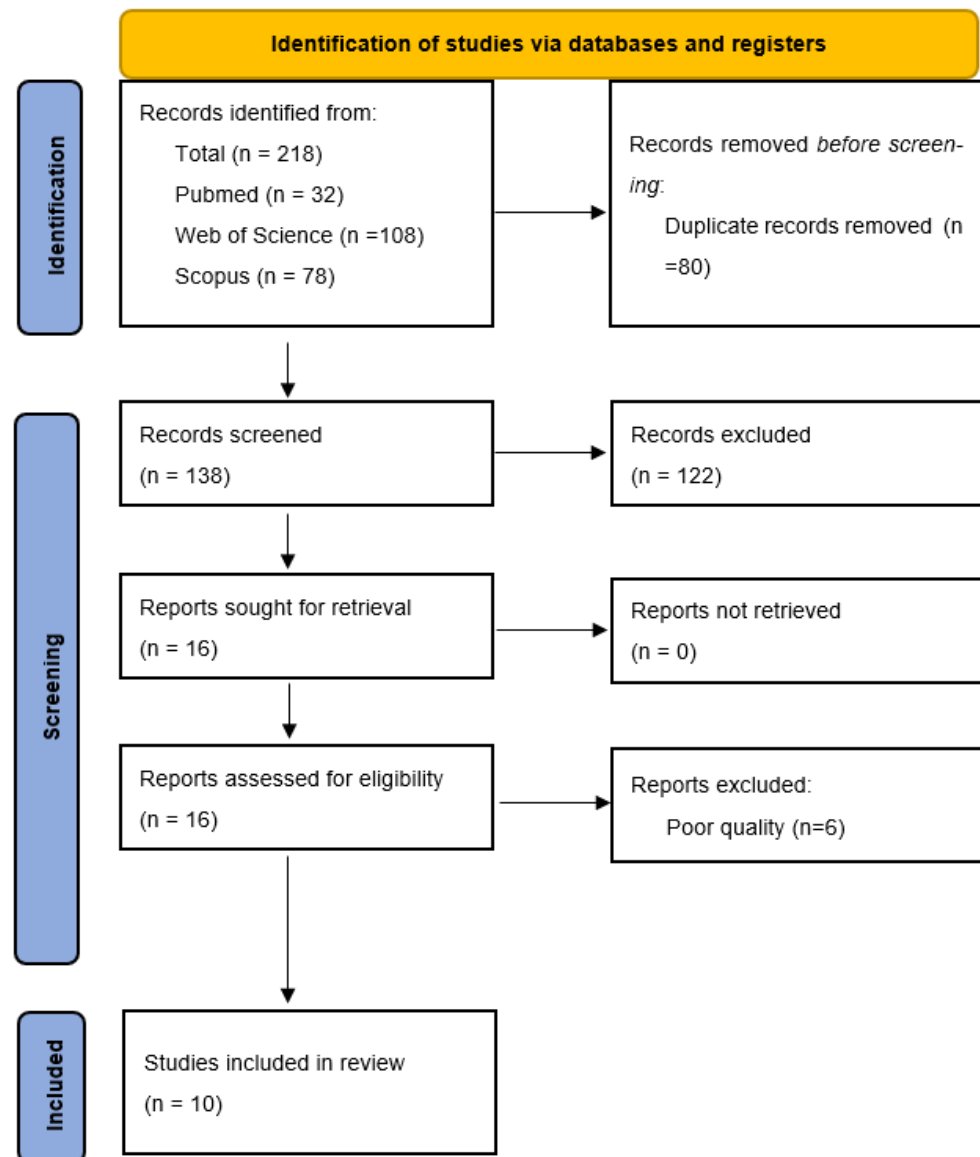 Identification of studies via databases and registers
Identification
Records identified from:
Total (n = 218)
Pubmed (n = 32)
Web of Science (n =108)
Scopus (n = 78)
Records removed before screen-
ing:
Duplicate records removed (n
=80)
Screening
Records screened
(n = 138)
Records excluded
(n = 122)
Reports sought for retrieval
(n = 16)
Reports not retrieved
(n = 0)
Reports assessed for eligibility
(n = 16)
Reports excluded:
Poor quality (n=6)
Included
Studies included in review
(n = 10)